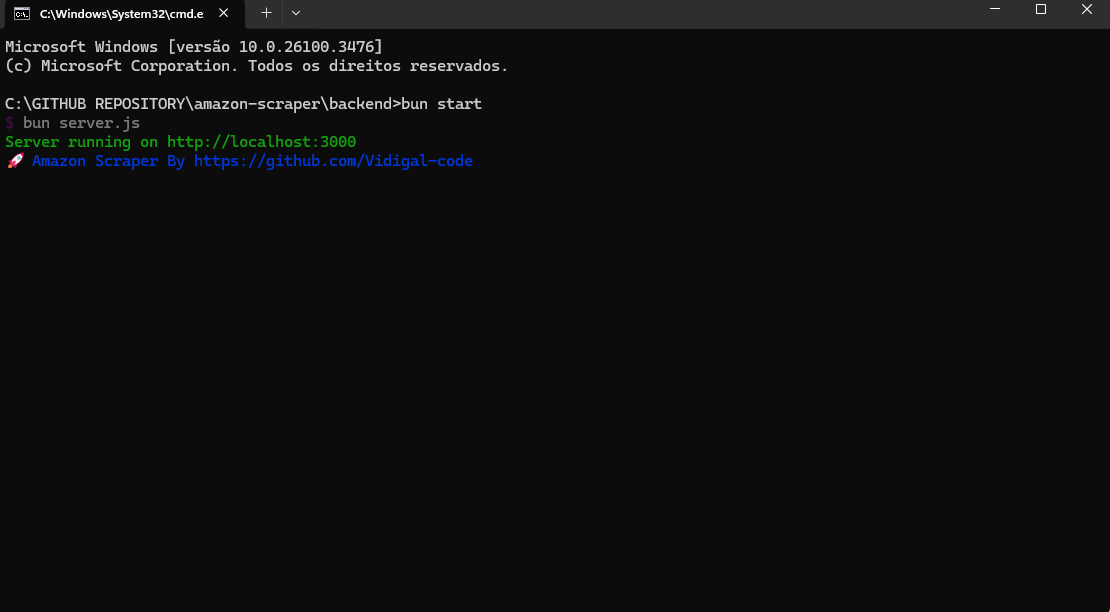 C:\Windows\System32\cmd.e
Microsoft Windows [versão 10.0.26100.3476]
(c) Microsoft Corporation. Todos os direitos reservados.
C:\GITHUB REPOSITORY\amazon-scraper\backend>bun start
$ bun server.js
Server running on http://localhost:3000
🚀 Amazon Scraper By https://github.com/Vidigal-code